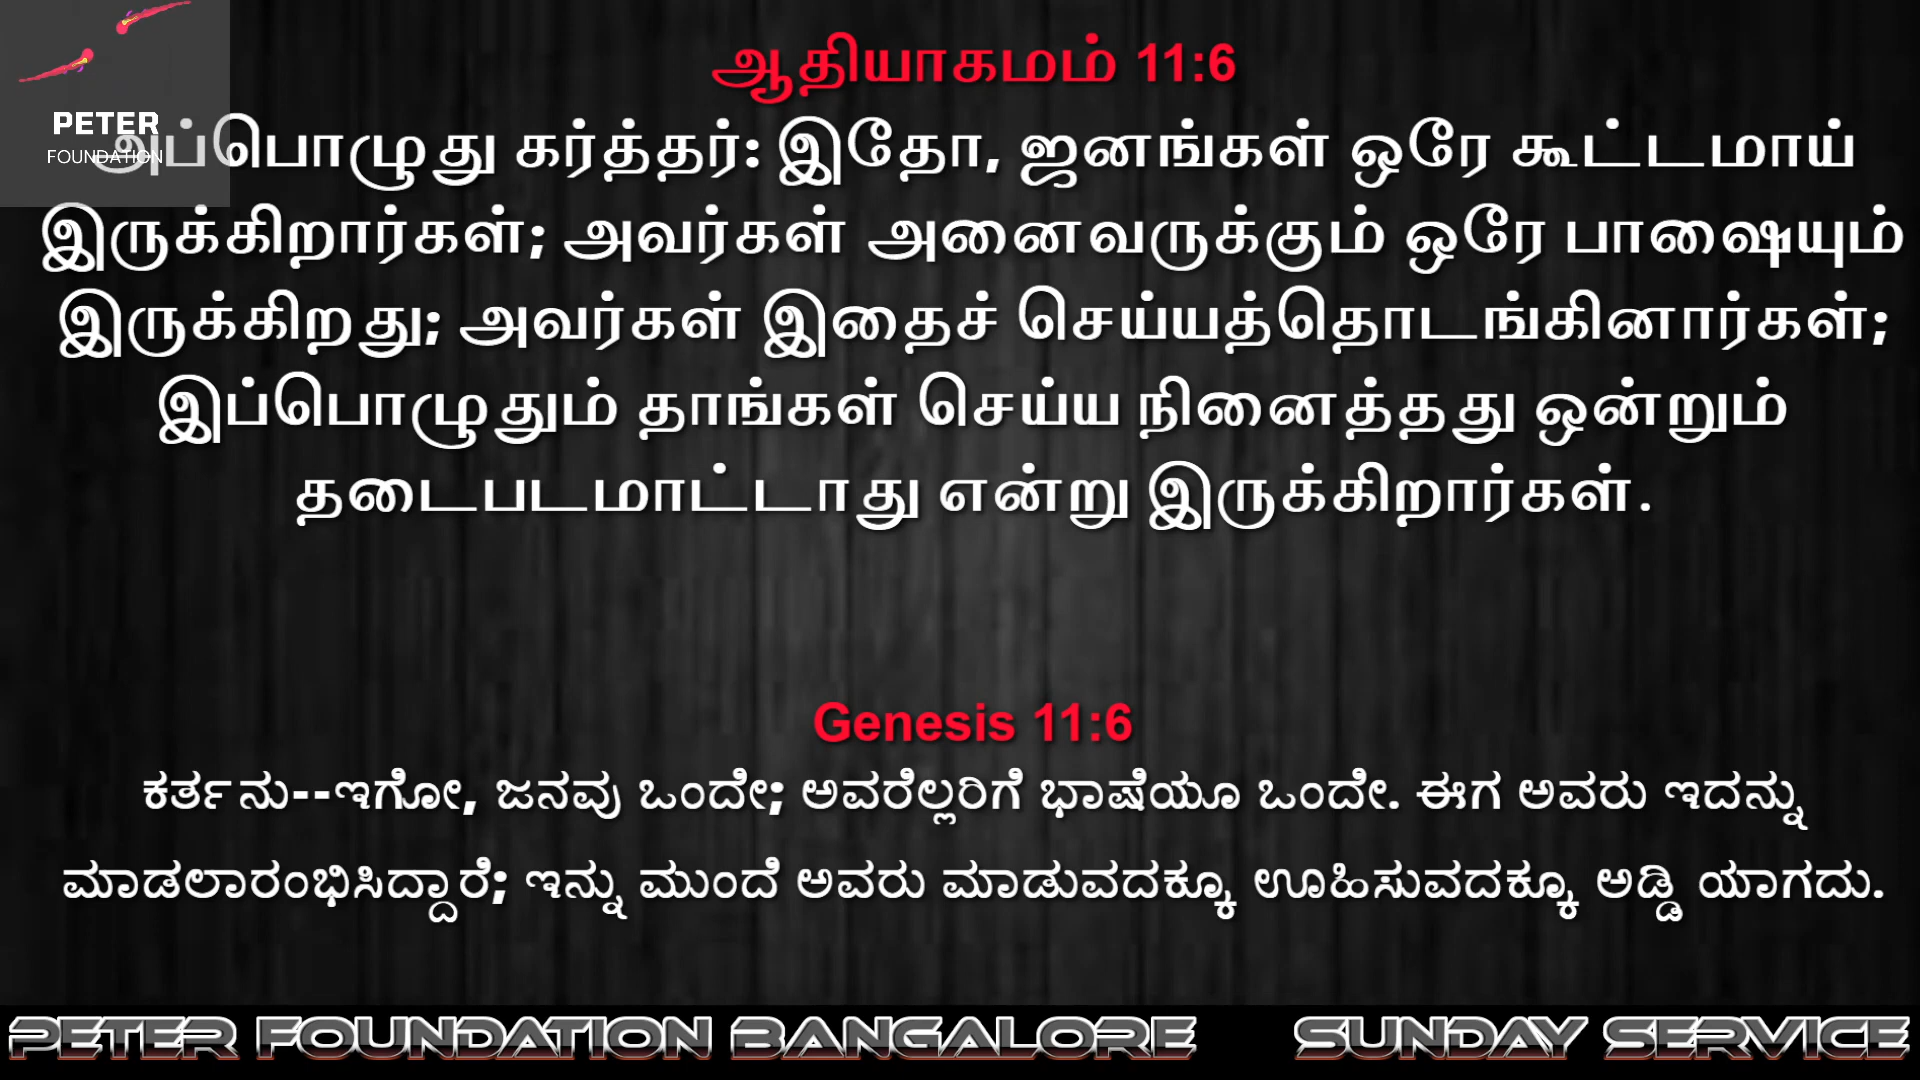 PETER
FOUNDATION
ஆதியாகமம் 11:6
அப்பொழுது கர்த்தர்: இதோ, ஜனங்கள் ஒரே கூட்டமாய்
இருக்கிறார்கள்; அவர்கள் அனைவருக்கும் ஒரே பாஷையும்
இருக்கிறது; அவர்கள் இதைச் செய்யத்தொடங்கினார்கள்;
இப்பொழுதும் தாங்கள் செய்ய நினைத்தது ஒன்றும்
தடைபடமாட்டாது என்று இருக்கிறார்கள்.
Genesis 11:6
ಕರ್ತನು--ಇಗೋ, ಜನವು ಒಂದೇ; ಅವರೆಲ್ಲರಿಗೆ ಭಾಷೆಯೂ ಒಂದೇ. ಈಗ ಅವರು ಇದನ್ನು
ಮಾಡಲಾರಂಭಿಸಿದ್ದಾರೆ; ಇನ್ನು ಮುಂದೆ ಅವರು ಮಾಡುವದಕ್ಕೂ ಊಹಿಸುವದಕ್ಕೂ ಅಡ್ಡಿ ಯಾಗದು.
PETER FOUNDATION BANGALORE SUNDAY SERVICE